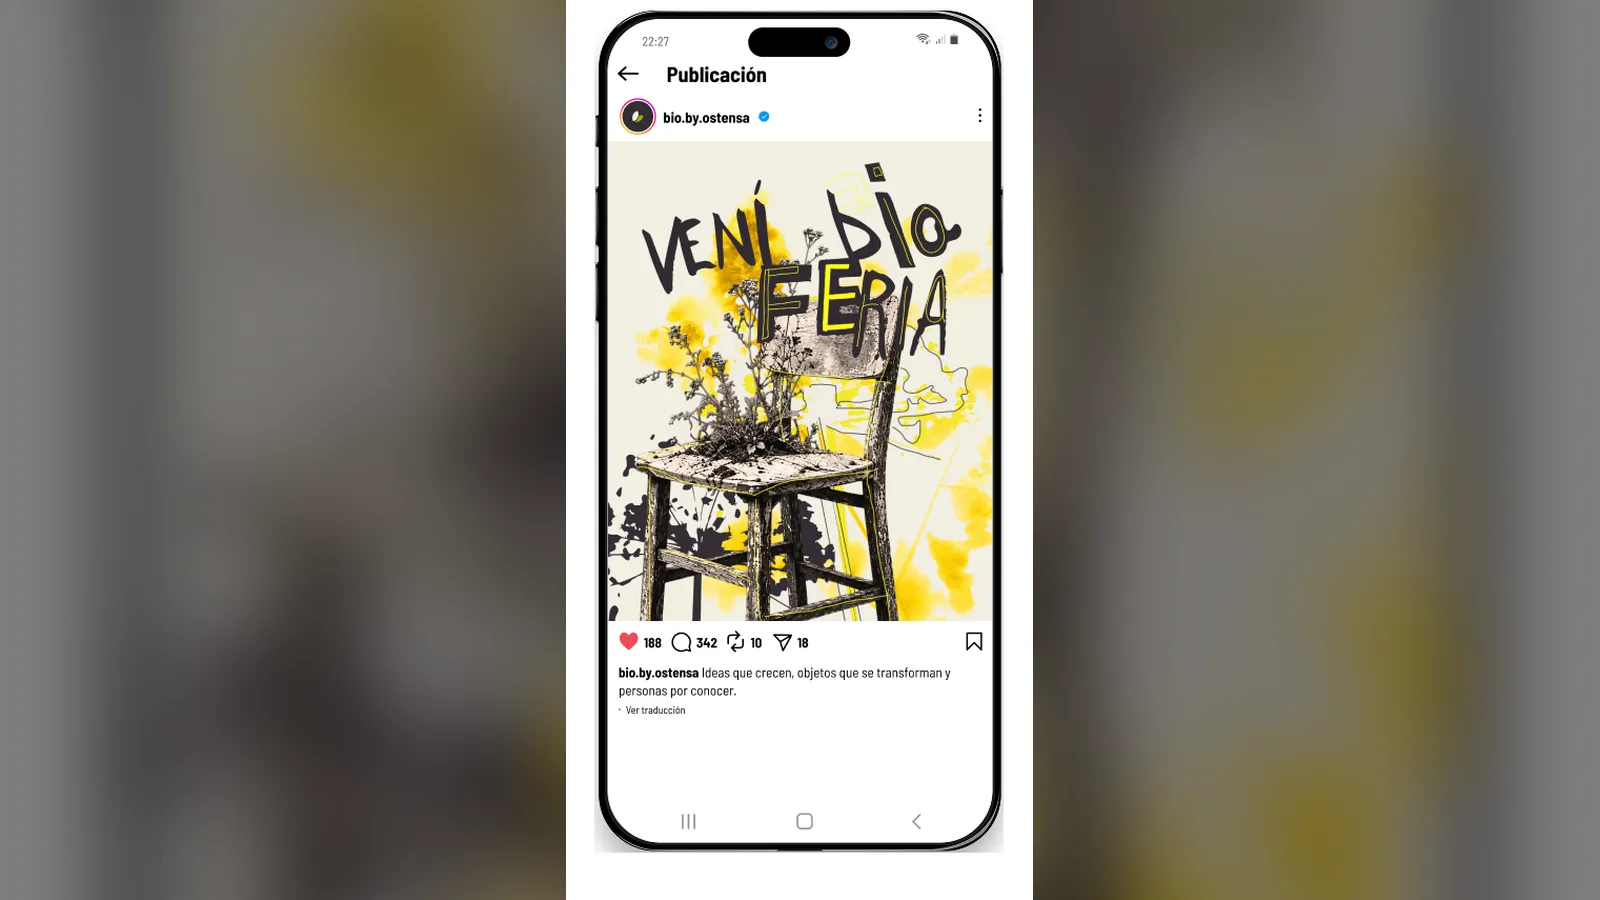 22:27
Publicación
bio.by.ostensa
VENÍ bio
FERIA
188 342 10 18
bio.by.ostensa Ideas que crecen, objetos que se transforman y
personas por conocer.
Ver traducción